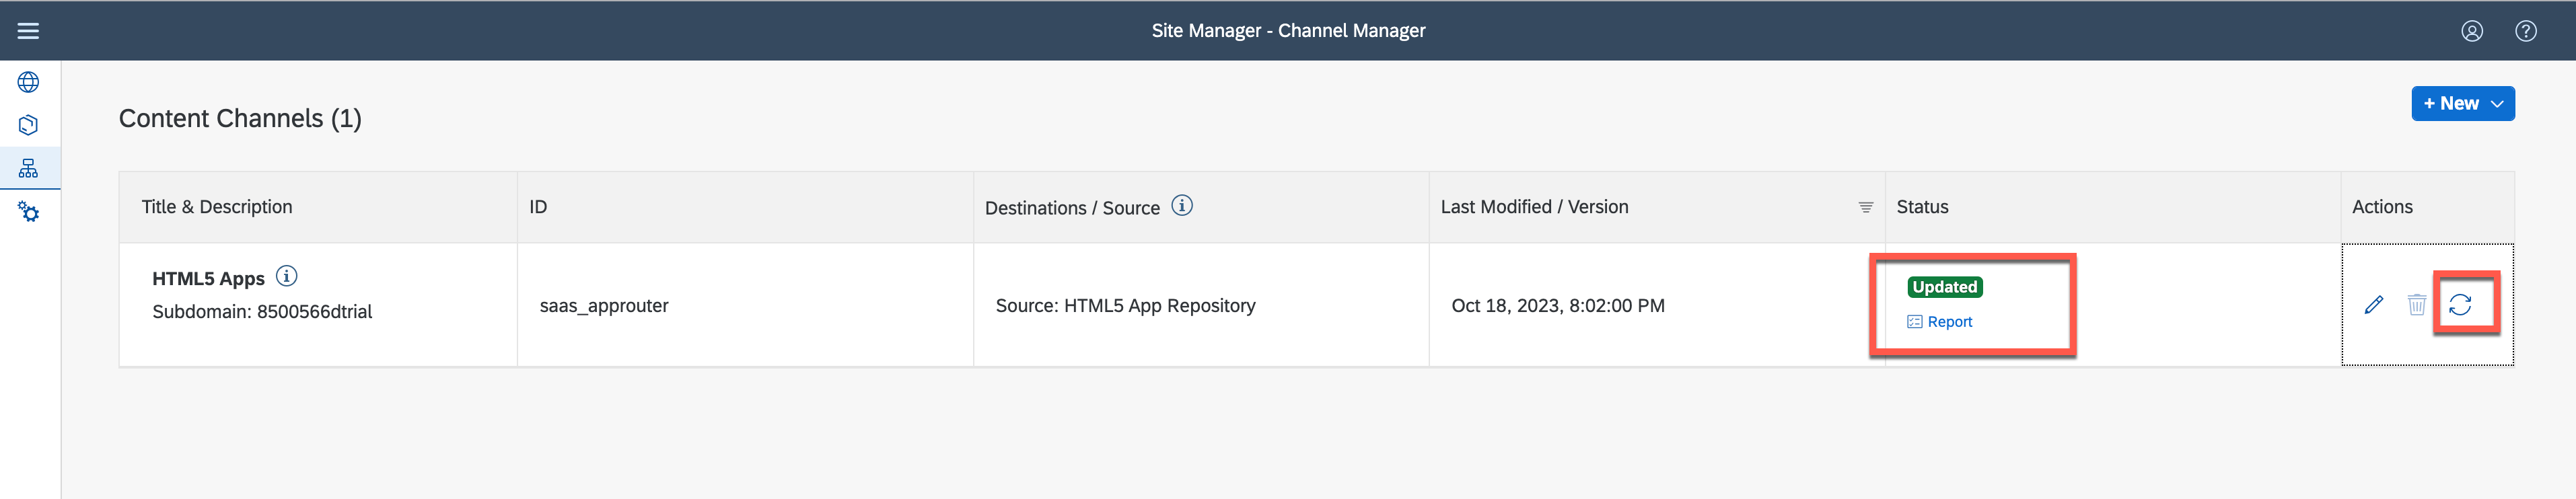 Site Manager - Channel Manager
Content Channels (1)
+ New
Title & Description
ID
Destinations / Source
Last Modified / Version
Status
Actions
HTML5 Apps
Subdomain: 8500566dtrial
saas_approuter
Source: HTML5 App Repository
Oct 18, 2023, 8:02:00 PM
Updated
Report